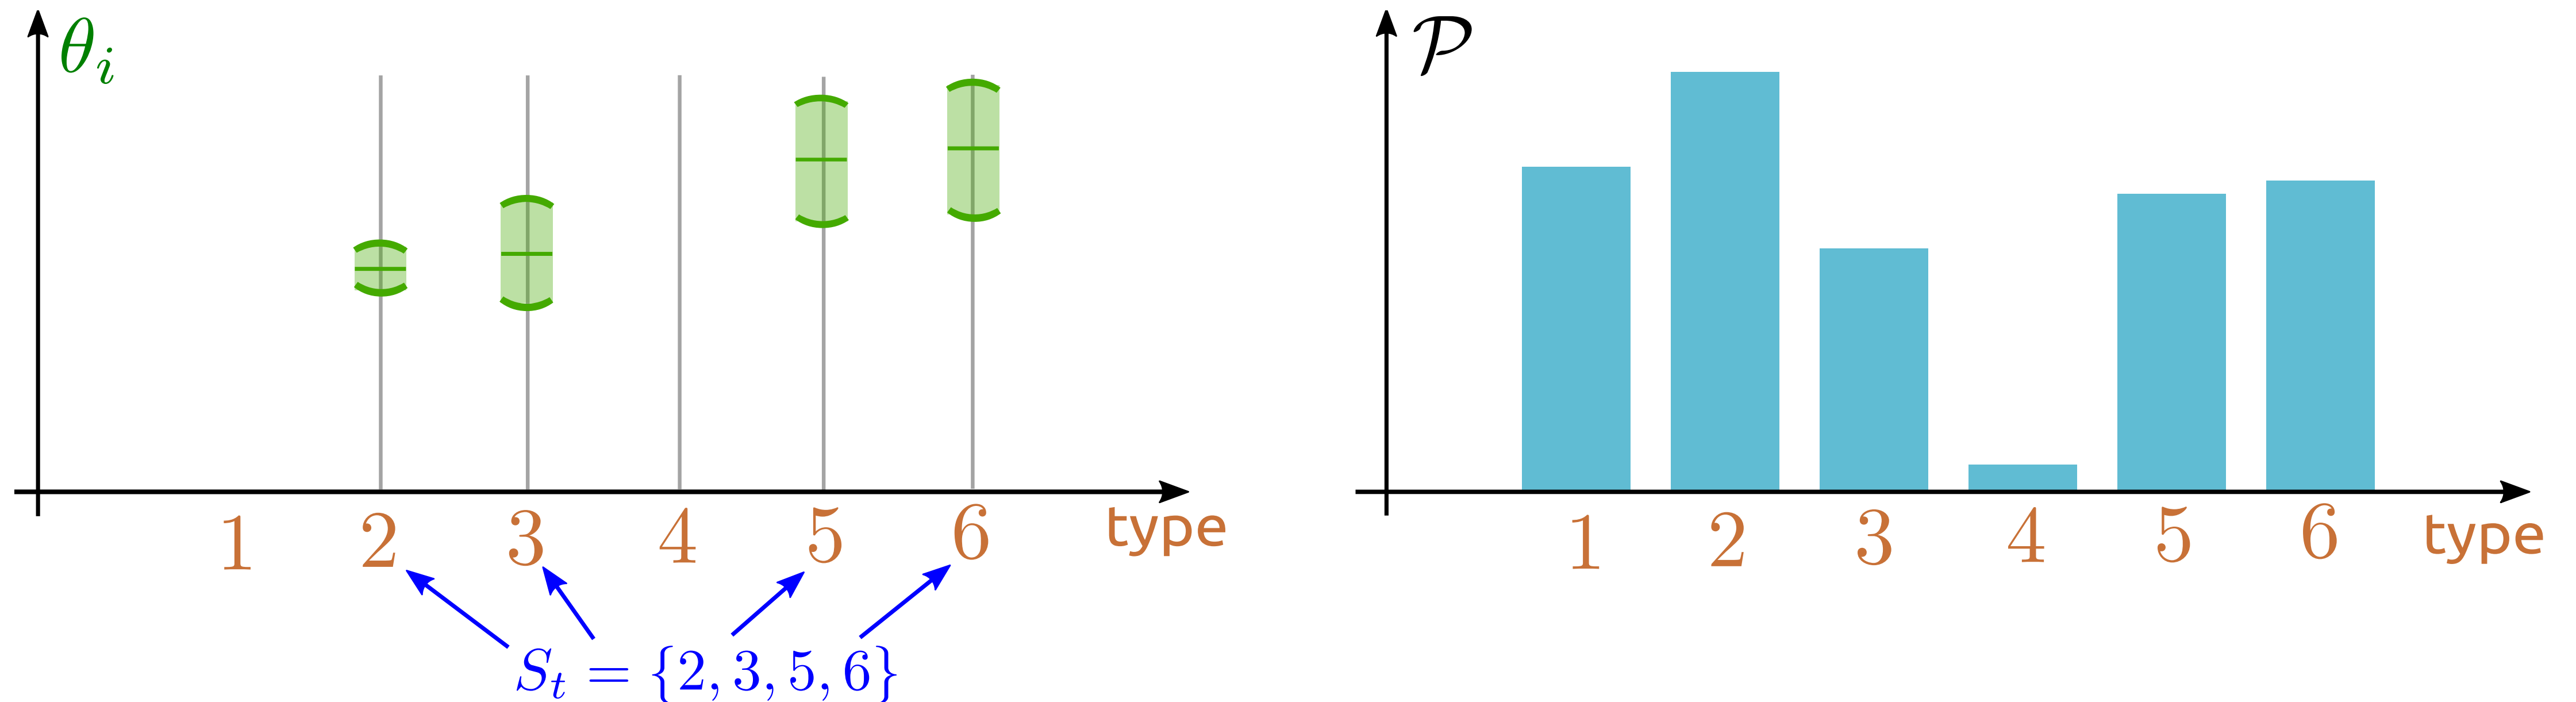 θ_i
1 2 3 4 5 6 type
S_t = {2, 3, 5, 6}
𝒫
1 2 3 4 5 6 type